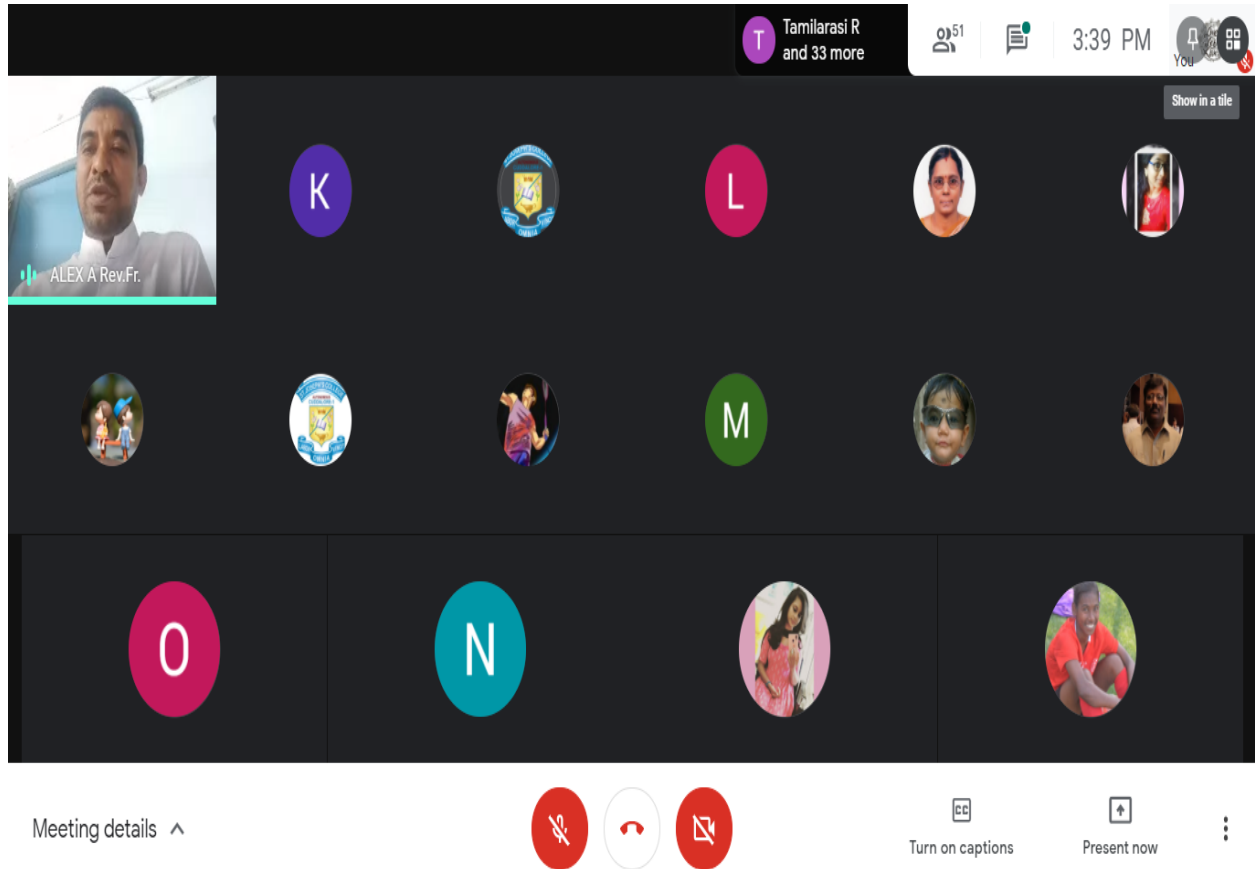 Tamilarasi R
and 33 more
51
3:39 PM
You
Show in a tile
ALEX A Rev.Fr.
K
L
T
M
O
N
Meeting details
CC
Turn on captions
Present now